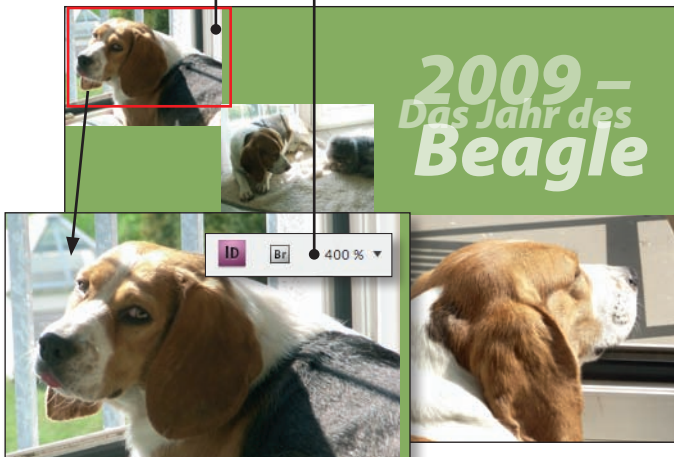 2009 –
Das Jahr des
Beagle
ID Br 400 %